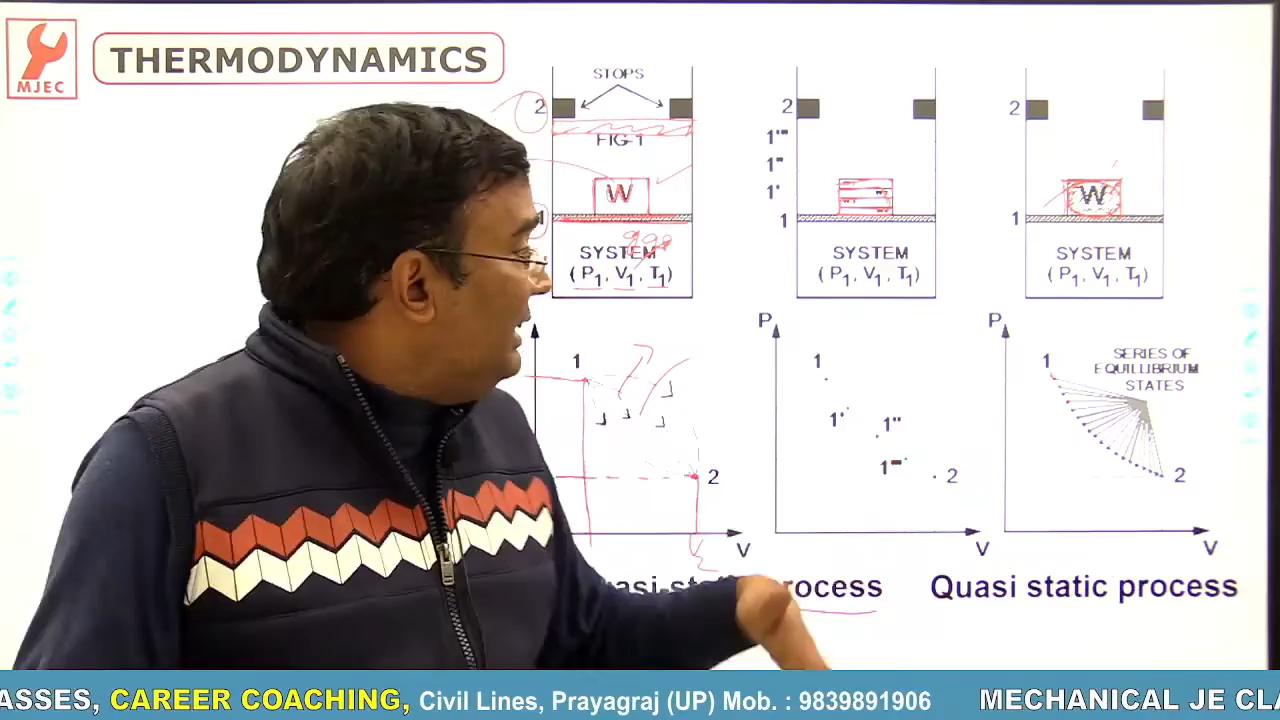 MJEC
THERMODYNAMICS
STOPS
2
FIG-1
W
1
SYSTEM
( P1, V1, T1)
2
1'''
1''
1'
1
SYSTEM
( P1, V1, T1)
2
W
1
SYSTEM
( P1, V1, T1)
1
2
V
P
1
1'
1''
1'''
2
V
P
1
SERIES OF
EQUILIBRIUM
STATES
2
V
process
Quasi static process
ASSES, CAREER COACHING, Civil Lines, Prayagraj (UP) Mob. : 9839891906 MECHANICAL JE CLA